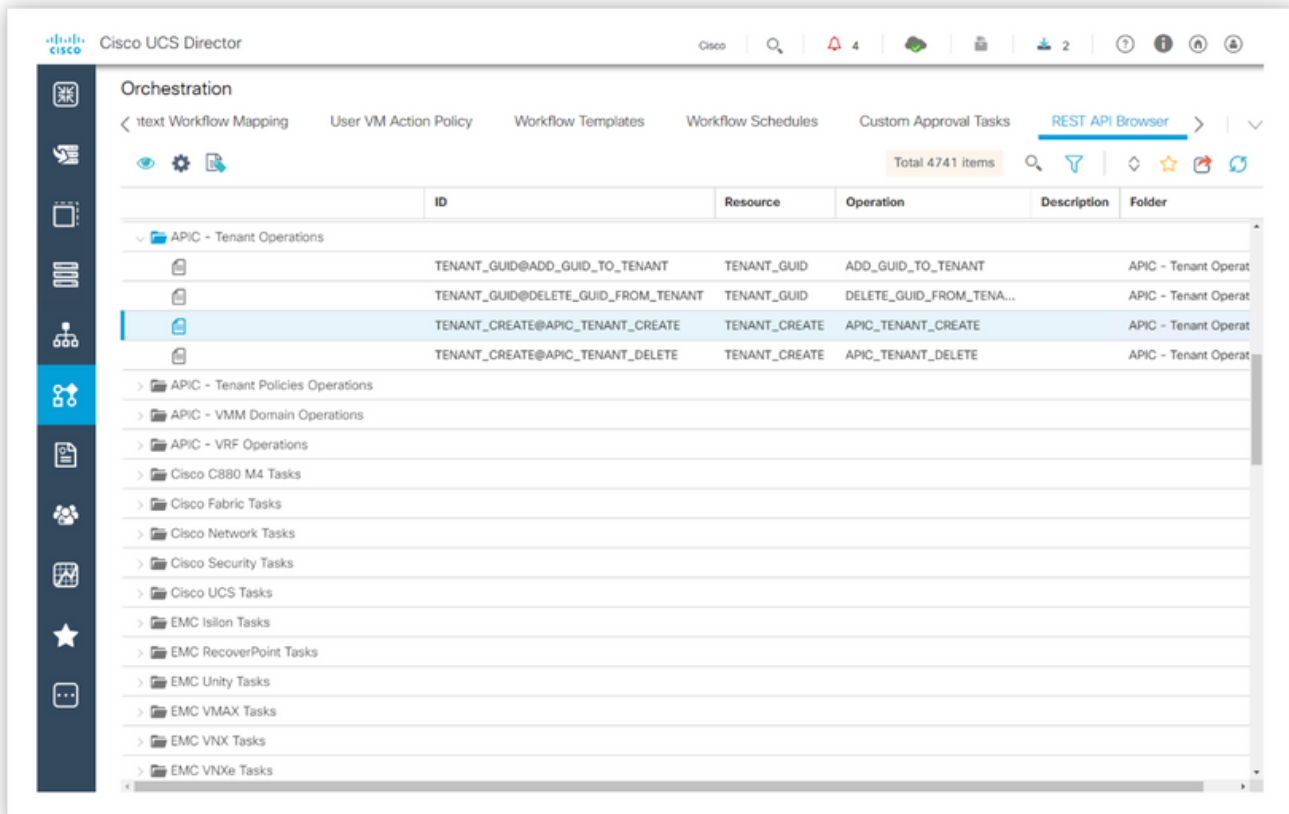 CISCO Cisco UCS Director Cisco 4 2 ?
Orchestration
ntext Workflow Mapping User VM Action Policy Workflow Templates Workflow Schedules Custom Approval Tasks REST API Browser
Total 4741 items
ID Resource Operation Description Folder
APIC - Tenant Operations
TENANT_GUID@ADD_GUID_TO_TENANT TENANT_GUID ADD_GUID_TO_TENANT APIC - Tenant Operat
TENANT_GUID@DELETE_GUID_FROM_TENANT TENANT_GUID DELETE_GUID_FROM_TENA... APIC - Tenant Operat
TENANT_CREATE@APIC_TENANT_CREATE TENANT_CREATE APIC_TENANT_CREATE APIC - Tenant Operat
TENANT_CREATE@APIC_TENANT_DELETE TENANT_CREATE APIC_TENANT_DELETE APIC - Tenant Operat
APIC - Tenant Policies Operations
APIC - VMM Domain Operations
APIC - VRF Operations
Cisco C880 M4 Tasks
Cisco Fabric Tasks
Cisco Network Tasks
Cisco Security Tasks
Cisco UCS Tasks
EMC Isilon Tasks
EMC RecoverPoint Tasks
EMC Unity Tasks
EMC VMAX Tasks
EMC VNX Tasks
EMC VNXe Tasks